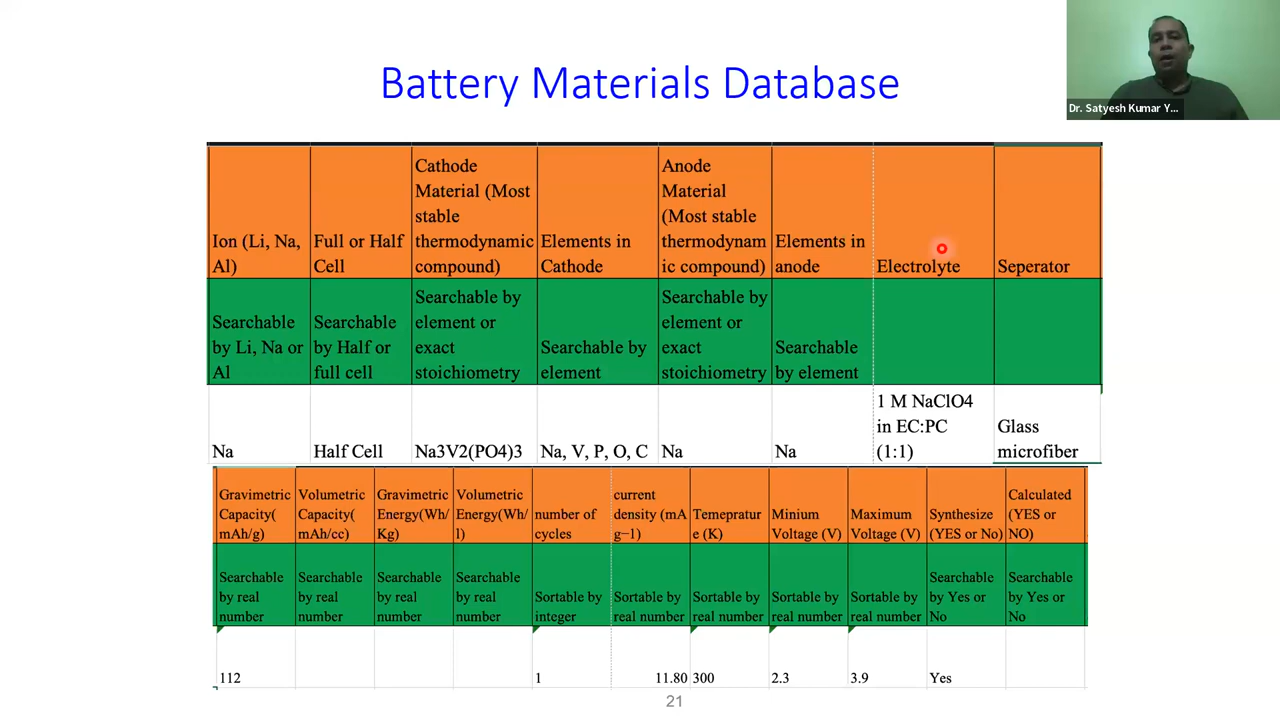 Battery Materials Database
Dr. Satyesh Kumar Y...
Ion (Li, Na,
Al)
Full or Half
Cell
Cathode
Material (Most
stable
thermodynamic
compound)
Elements in
Cathode
Anode
Material
(Most stable
thermodynam
ic compound)
Elements in
anode
Electrolyte
Seperator
Searchable
by Li, Na or
Al
Searchable
by Half or
full cell
Searchable by
element or
exact
stoichiometry
Searchable by
element
Searchable by
element or
exact
stoichiometry
Searchable
by element
Na
Half Cell
Na3V2(PO4)3
Na, V, P, O, C
Na
Na
1 M NaClO4
in EC:PC
(1:1)
Glass
microfiber
Gravimetric
Capacity(
mAh/g)
Volumetric
Capacity(
mAh/cc)
Gravimetric
Energy(Wh/
Kg)
Volumetric
Energy(Wh/
l)
number of
cycles
current
density (mA
g−1)
Temepratur
e (K)
Minium
Voltage (V)
Maximum
Voltage (V)
Synthesize
(YES or No)
Calculated
(YES or
NO)
Searchable
by real
number
Searchable
by real
number
Searchable
by real
number
Searchable
by real
number
Sortable by
integer
Sortable by
real number
Sortable by
real number
Sortable by
real number
Sortable by
real number
Searchable
by Yes or
No
Searchable
by Yes or
No
112
1
11.80
300
2.3
3.9
Yes
21